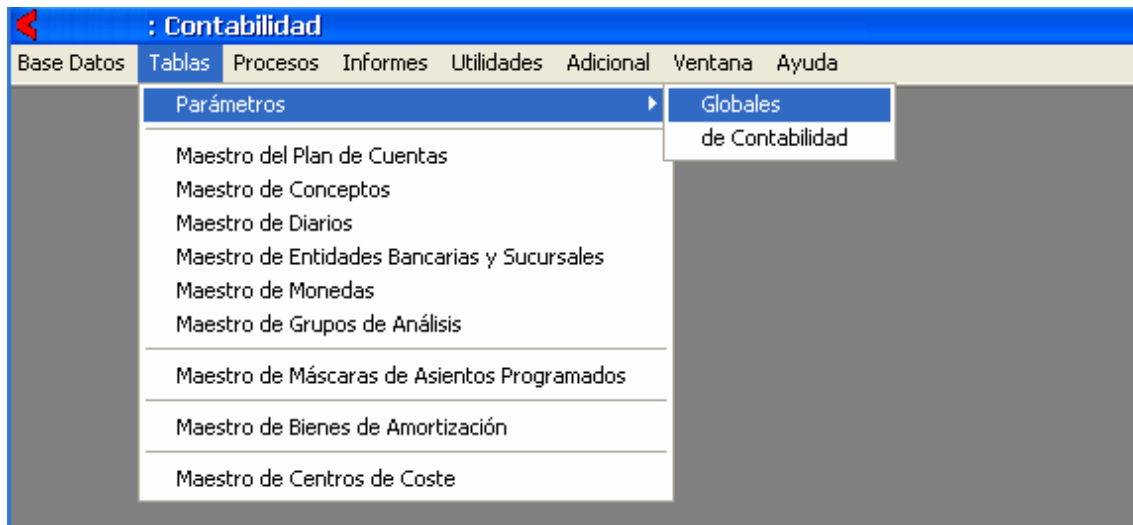 : Contabilidad
Base Datos Tablas Procesos Informes Utilidades Adicional Ventana Ayuda
Parámetros
Globales
de Contabilidad
Maestro del Plan de Cuentas
Maestro de Conceptos
Maestro de Diarios
Maestro de Entidades Bancarias y Sucursales
Maestro de Monedas
Maestro de Grupos de Análisis
Maestro de Máscaras de Asientos Programados
Maestro de Bienes de Amortización
Maestro de Centros de Coste